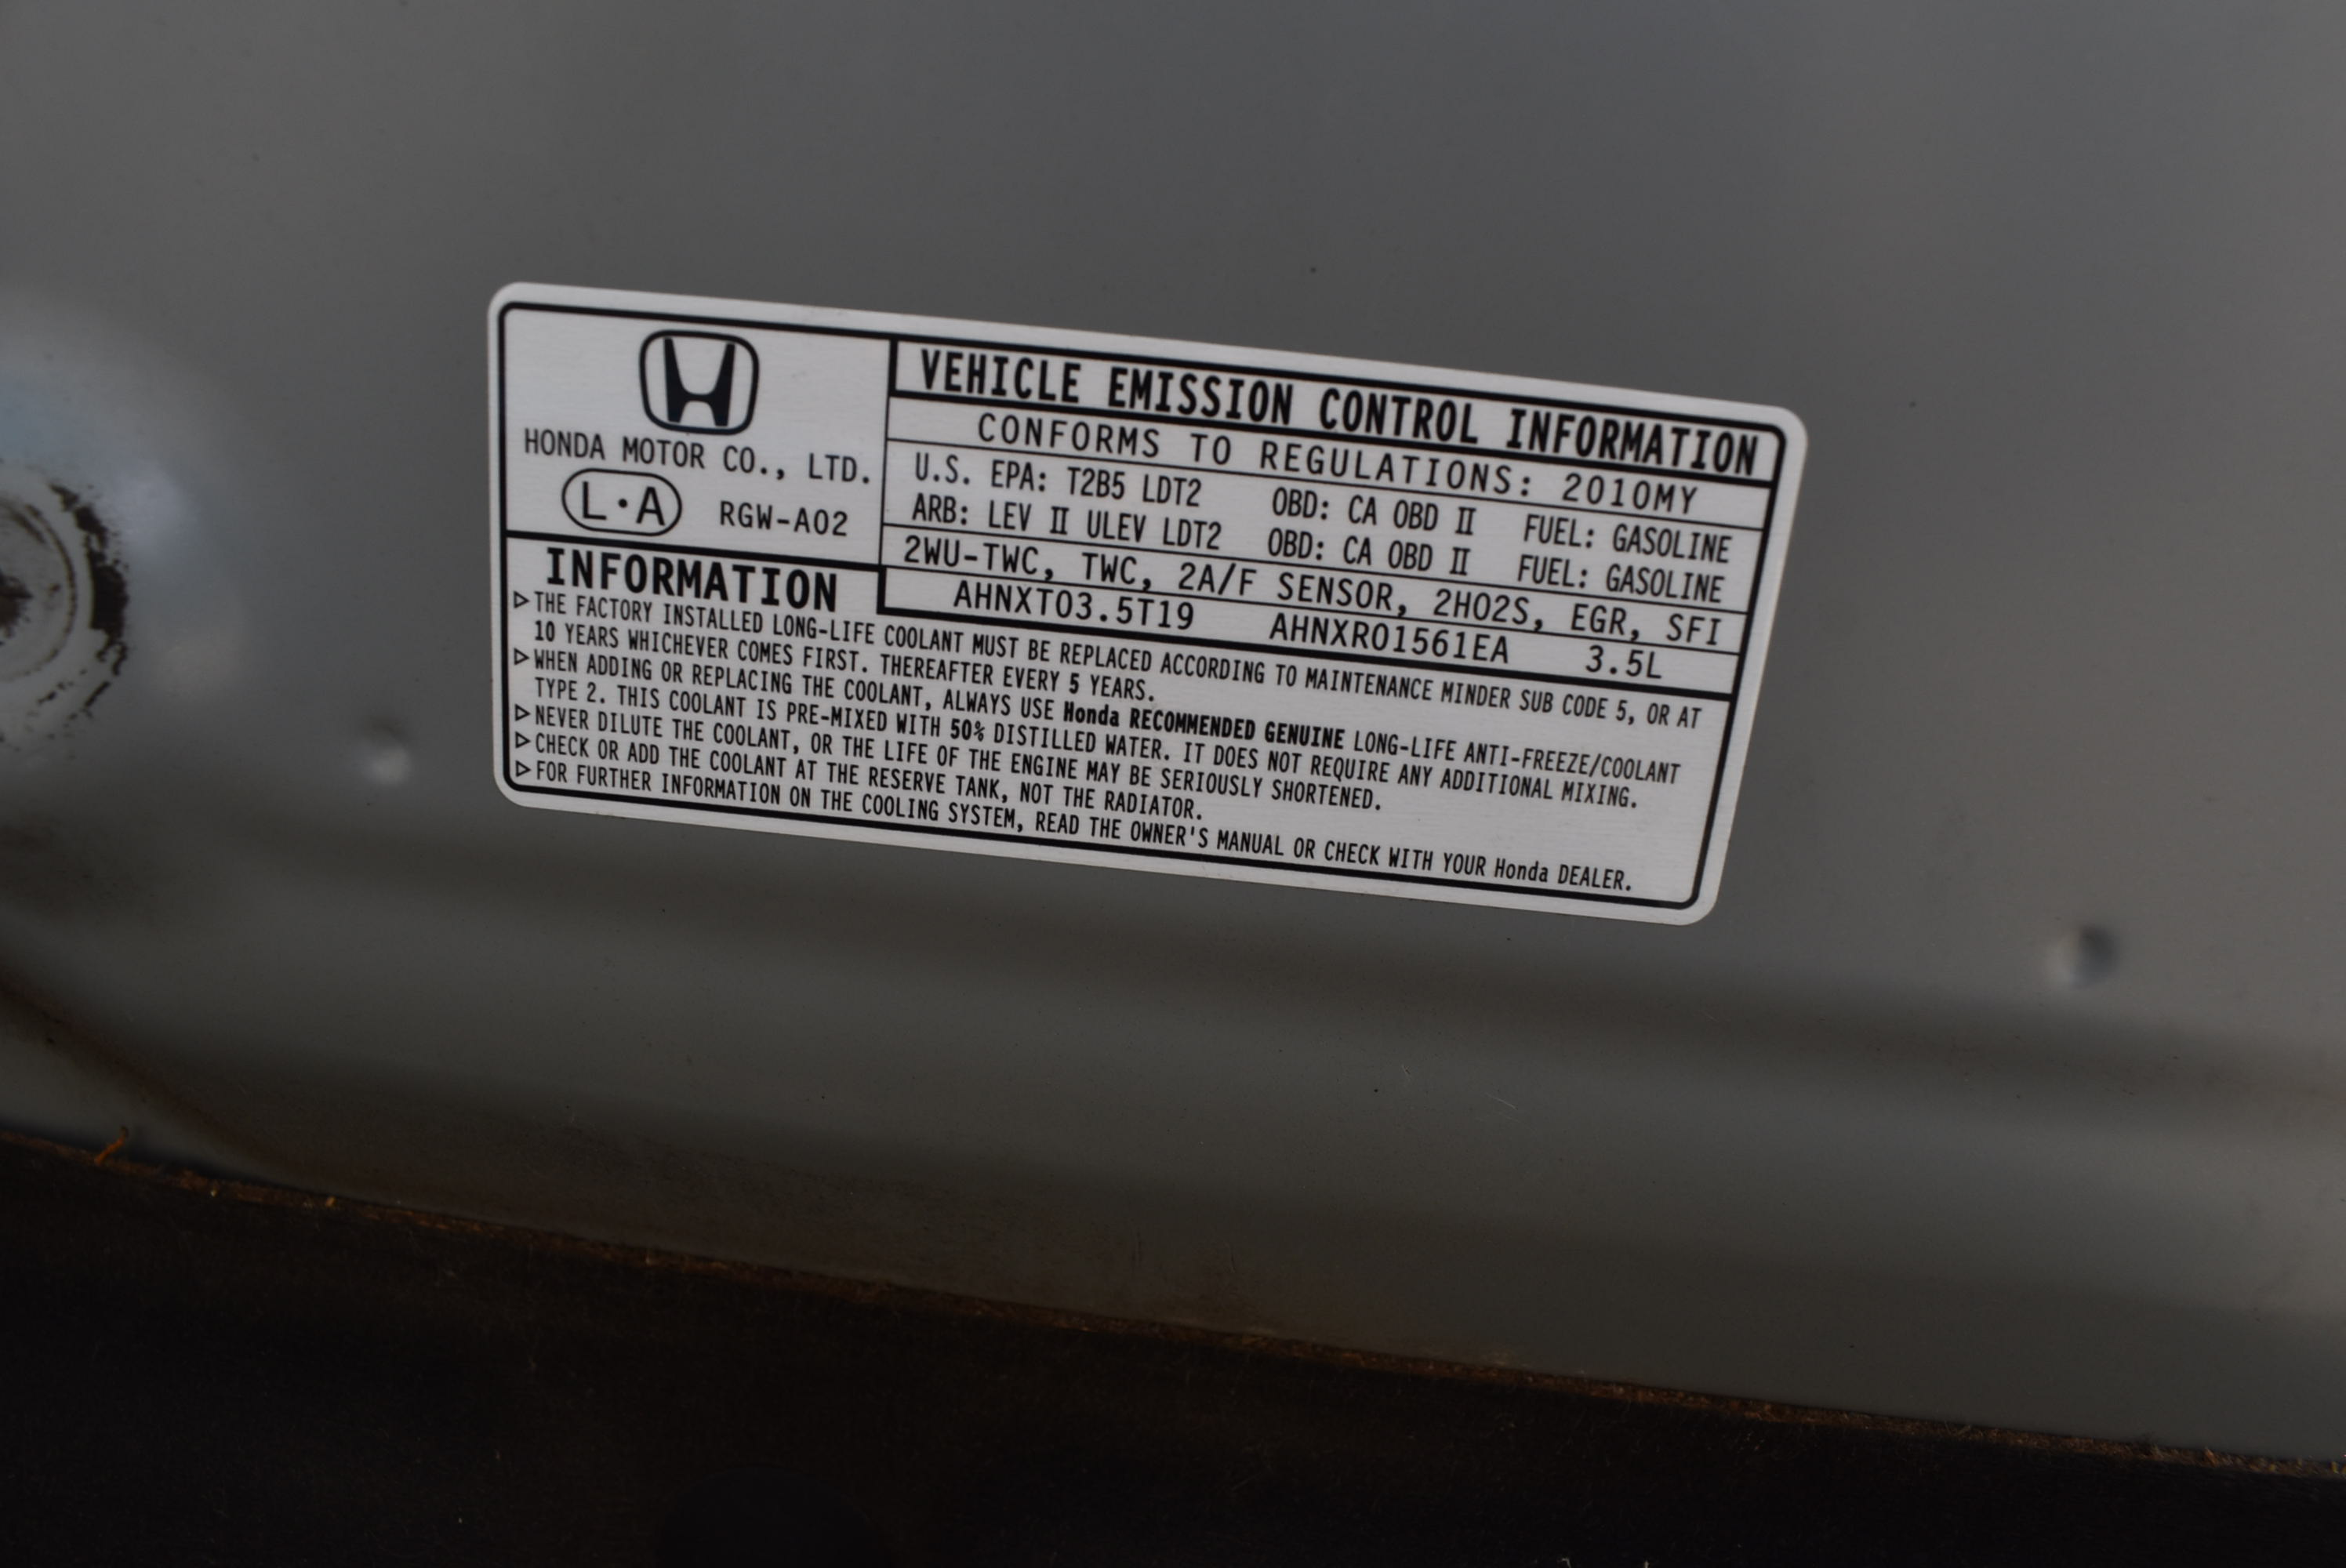 HONDA MOTOR CO., LTD.
L·A RGW-A02
VEHICLE EMISSION CONTROL INFORMATION
CONFORMS TO REGULATIONS: 2010MY
U.S. EPA: T2B5 LDT2 OBD: CA OBD II FUEL: GASOLINE
ARB: LEV II ULEV LDT2 OBD: CA OBD II FUEL: GASOLINE
2WU-TWC, TWC, 2A/F SENSOR, 2HO2S, EGR, SFI
AHNXT03.5T19 AHNXR01561EA 3.5L
INFORMATION
▷THE FACTORY INSTALLED LONG-LIFE COOLANT MUST BE REPLACED ACCORDING TO MAINTENANCE MINDER SUB CODE 5, OR AT
10 YEARS WHICHEVER COMES FIRST. THEREAFTER EVERY 5 YEARS.
▷WHEN ADDING OR REPLACING THE COOLANT, ALWAYS USE Honda RECOMMENDED GENUINE LONG-LIFE ANTI-FREEZE/COOLANT
TYPE 2. THIS COOLANT IS PRE-MIXED WITH 50% DISTILLED WATER. IT DOES NOT REQUIRE ANY ADDITIONAL MIXING.
▷NEVER DILUTE THE COOLANT, OR THE LIFE OF THE ENGINE MAY BE SERIOUSLY SHORTENED.
▷CHECK OR ADD THE COOLANT AT THE RESERVE TANK, NOT THE RADIATOR.
▷FOR FURTHER INFORMATION ON THE COOLING SYSTEM, READ THE OWNER'S MANUAL OR CHECK WITH YOUR Honda DEALER.